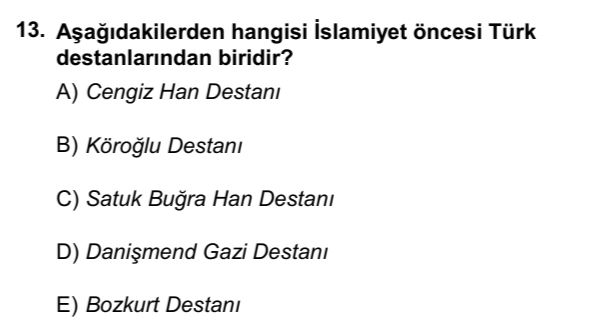 13. Aşağıdakilerden hangisi İslamiyet öncesi Türk
destanlarından biridir?
A) Cengiz Han Destanı
B) Köroğlu Destanı
C) Satuk Buğra Han Destanı
D) Danişmend Gazi Destanı
E) Bozkurt Destanı